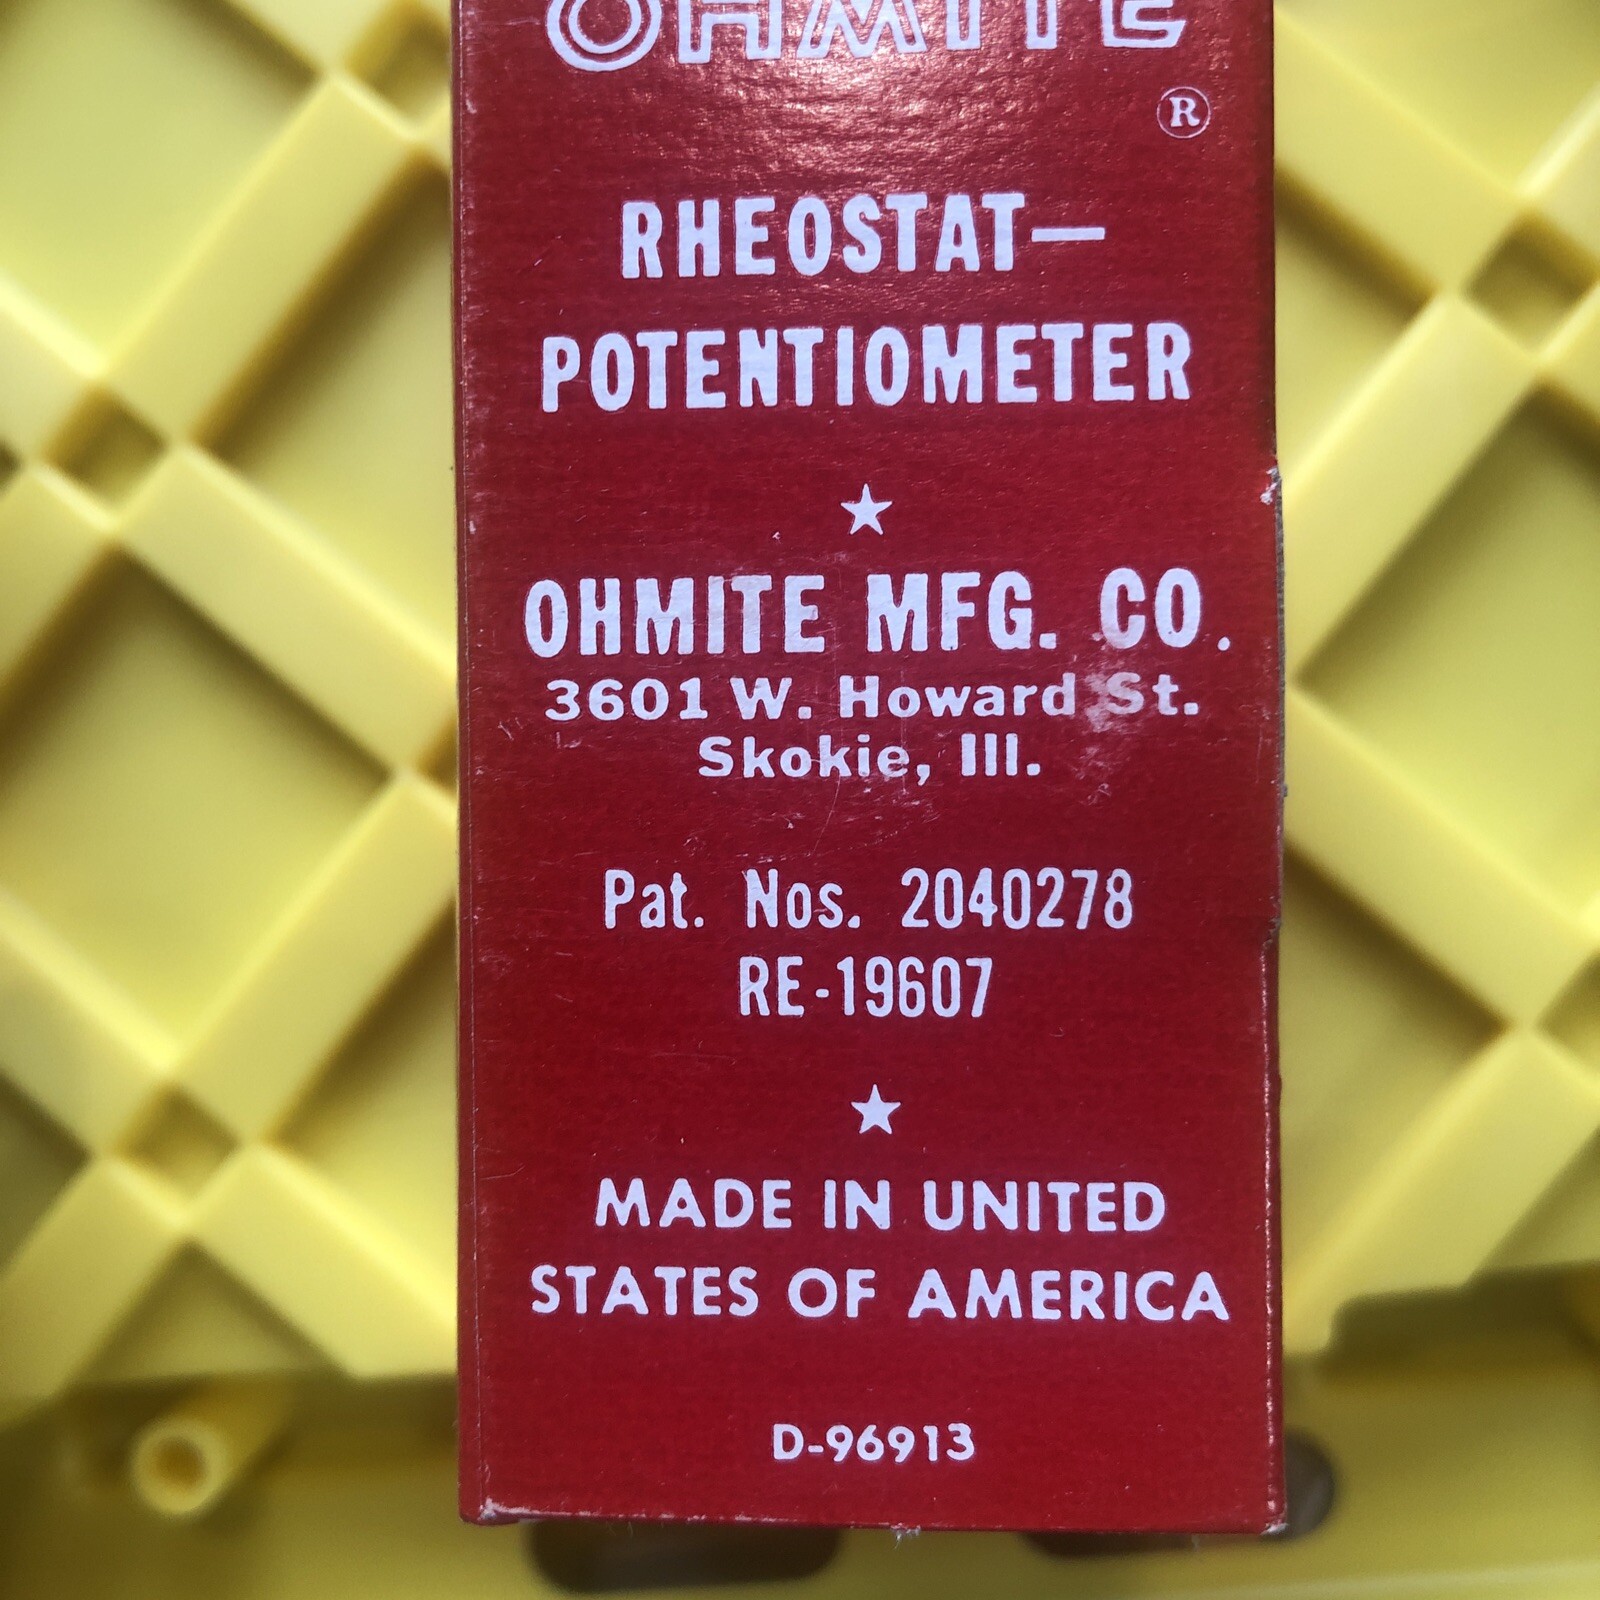 OHMITE
®
RHEOSTAT—
POTENTIOMETER
★
OHMITE MFG. CO.
3601 W. Howard St.
Skokie, Ill.
Pat. Nos. 2040278
RE-19607
★
MADE IN UNITED
STATES OF AMERICA
D-96913